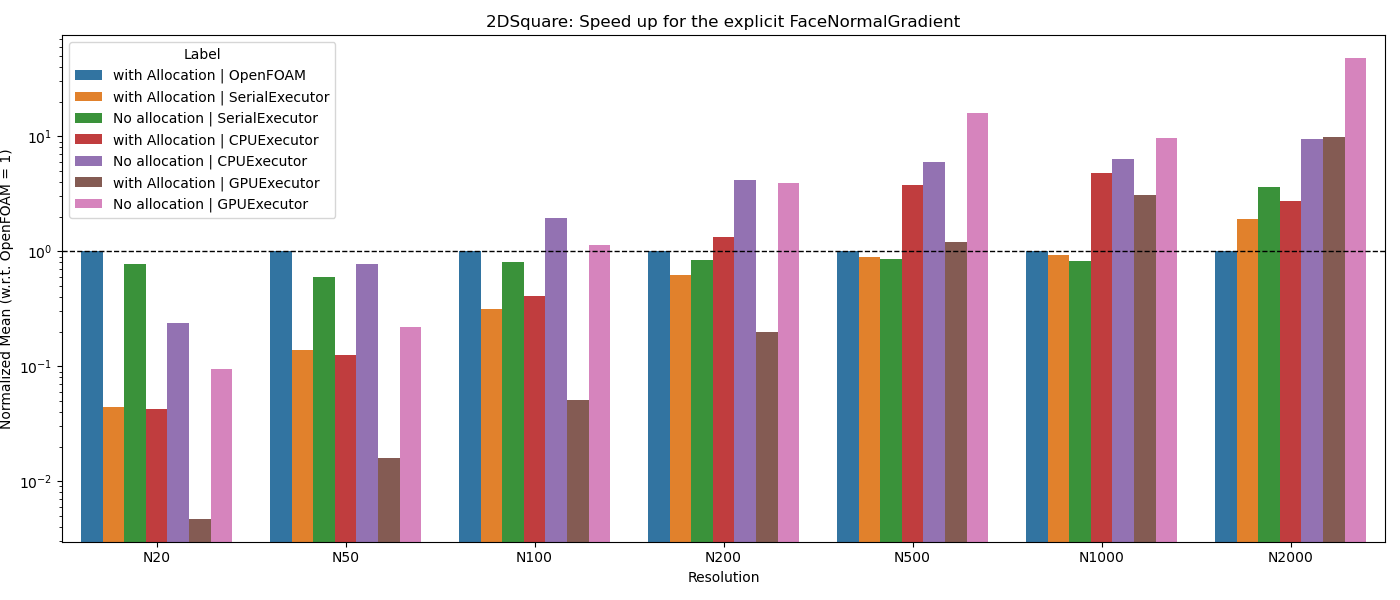 2DSquare: Speed up for the explicit FaceNormalGradient
Label
with Allocation | OpenFOAM
with Allocation | SerialExecutor
No allocation | SerialExecutor
with Allocation | CPUExecutor
No allocation | CPUExecutor
with Allocation | GPUExecutor
No allocation | GPUExecutor
Normalized Mean (w.r.t. OpenFOAM = 1)
10¹
10⁰
10⁻¹
10⁻²
N20 N50 N100 N200 N500 N1000 N2000
Resolution